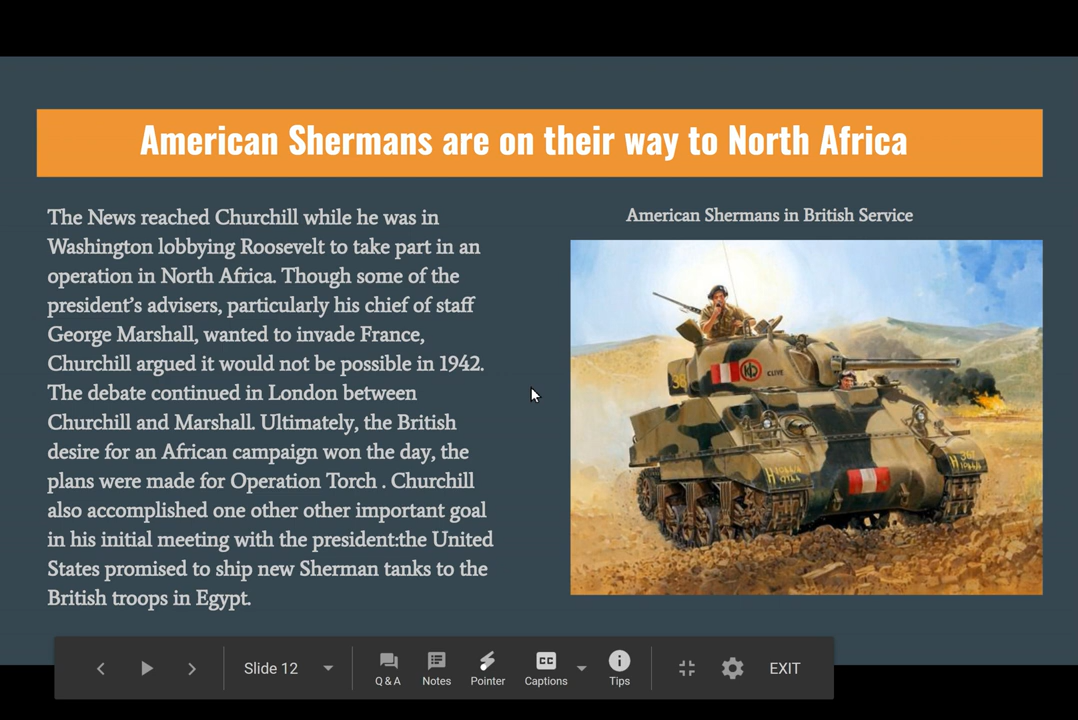 American Shermans are on their way to North Africa
The News reached Churchill while he was in
Washington lobbying Roosevelt to take part in an
operation in North Africa. Though some of the
president's advisers, particularly his chief of staff
George Marshall, wanted to invade France,
Churchill argued it would not be possible in 1942.
The debate continued in London between
Churchill and Marshall. Ultimately, the British
desire for an African campaign won the day, the
plans were made for Operation Torch . Churchill
also accomplished one other other important goal
in his initial meeting with the president:the United
States promised to ship new Sherman tanks to the
British troops in Egypt.
American Shermans in British Service
38
CLIVE
Slide 12
Q & A
Notes
Pointer
CC
Captions
Tips
EXIT